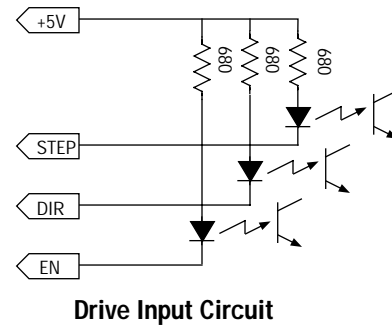 +5V
680
680
680
STEP
DIR
EN
Drive Input Circuit